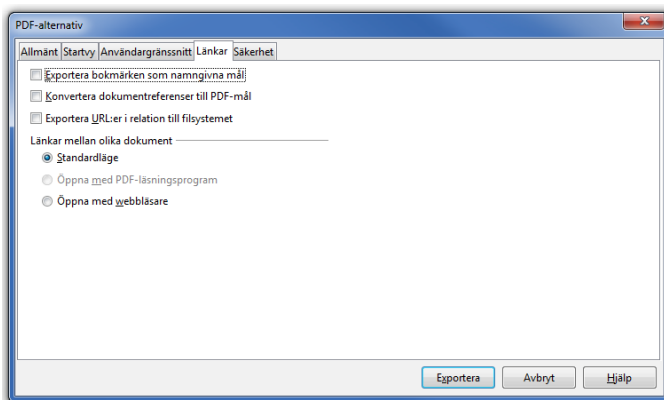 PDF-alternativ
Allmänt Startvy Användargränssnitt Länkar Säkerhet
Exportera bokmärken som namngivna mål
Konvertera dokumentreferenser till PDF-mål
Exportera URL:er i relation till filsystemet
Länkar mellan olika dokument
Standardläge
Öppna med PDF-läsningsprogram
Öppna med webbläsare
Exportera Avbryt Hjälp